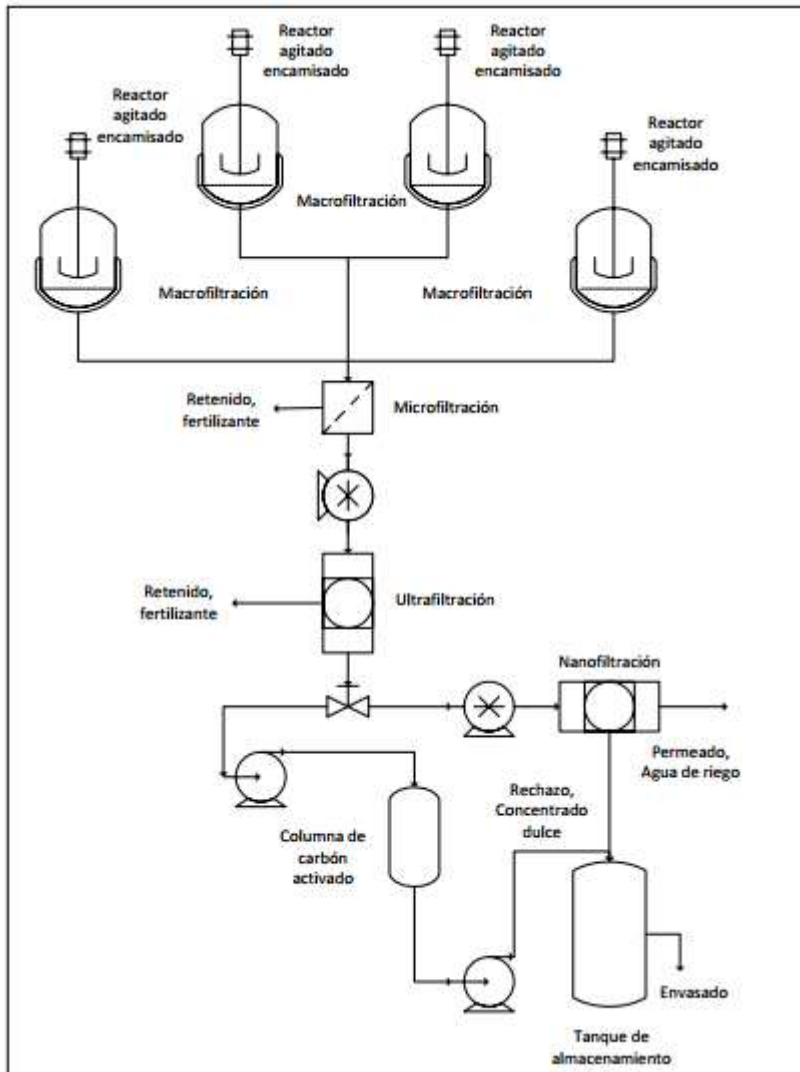 Reactor
agitado
encamisado
Reactor
agitado
encamisado
Reactor
agitado
encamisado
Reactor
agitado
encamisado
Macrofiltración
Macrofiltración
Macrofiltración
Retenido,
fertilizante
Microfiltración
Retenido,
fertilizante
Ultrafiltración
Nanofiltración
Permeado,
Agua de riego
Rechazo,
Concentrado
dulce
Columna de
carbón
activado
Envasado
Tanque de
almacenamiento